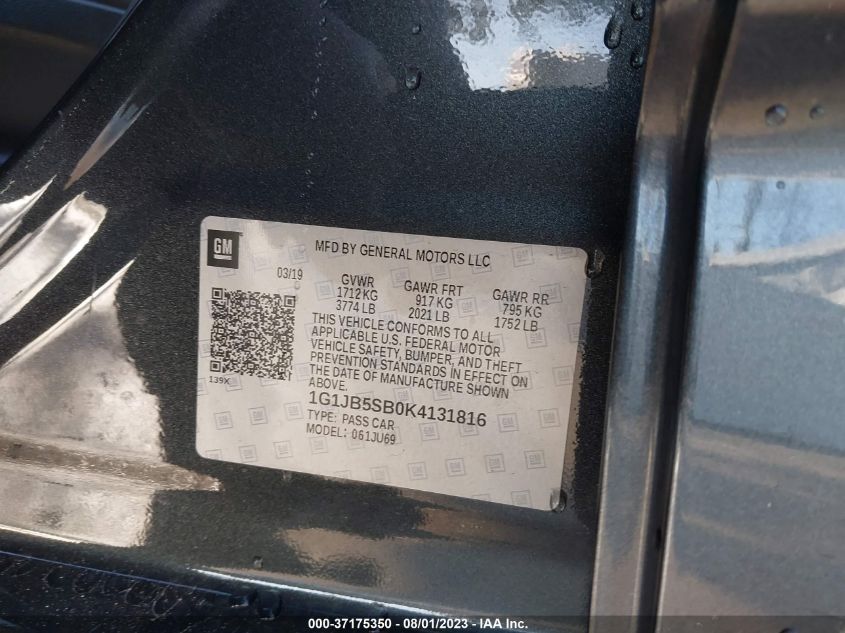 GM
MFD BY GENERAL MOTORS LLC
03/19
GVWR
1712 KG
3774 LB
GAWR FRT
917 KG
2021 LB
GAWR RR
795 KG
1752 LB
THIS VEHICLE CONFORMS TO ALL
APPLICABLE U.S. FEDERAL MOTOR
VEHICLE SAFETY, BUMPER, AND THEFT
PREVENTION STANDARDS IN EFFECT ON
THE DATE OF MANUFACTURE SHOWN
ABOVE.
139X
1G1JB5SB0K4131816
TYPE: PASS CAR
MODEL: 061JU69
000-37175350 - 08/01/2023 - IAA Inc.